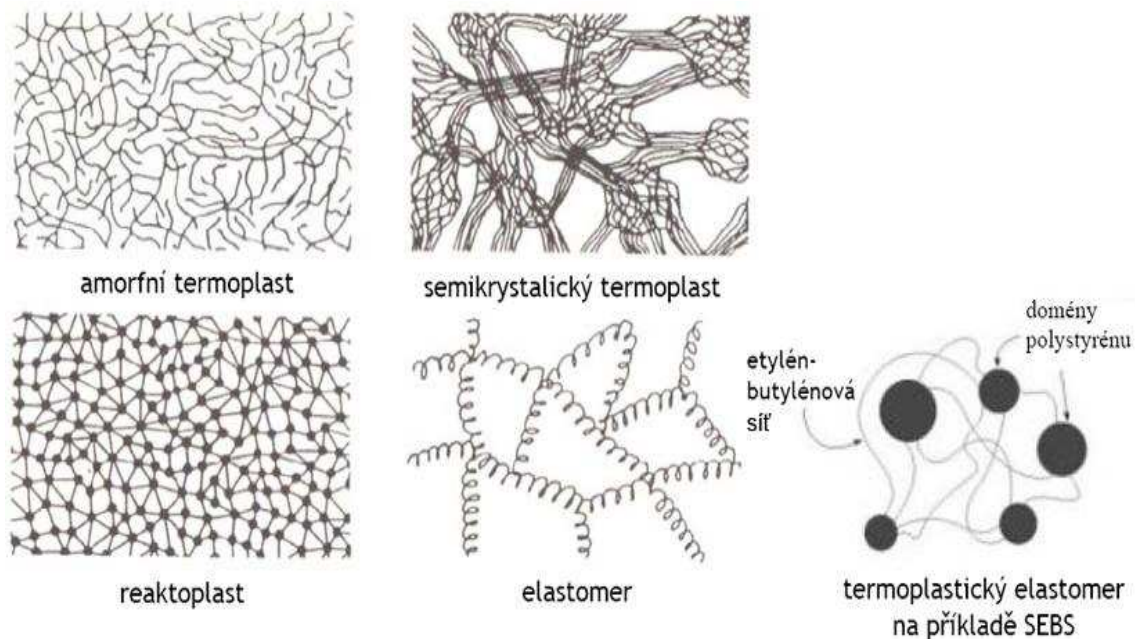 amorfní termoplast
semikrystalický termoplast
reaktoplast
elastomer
etylén-
butylénová
síť
domény
polystyrénu
termoplastický elastomer
na příkladě SEBS